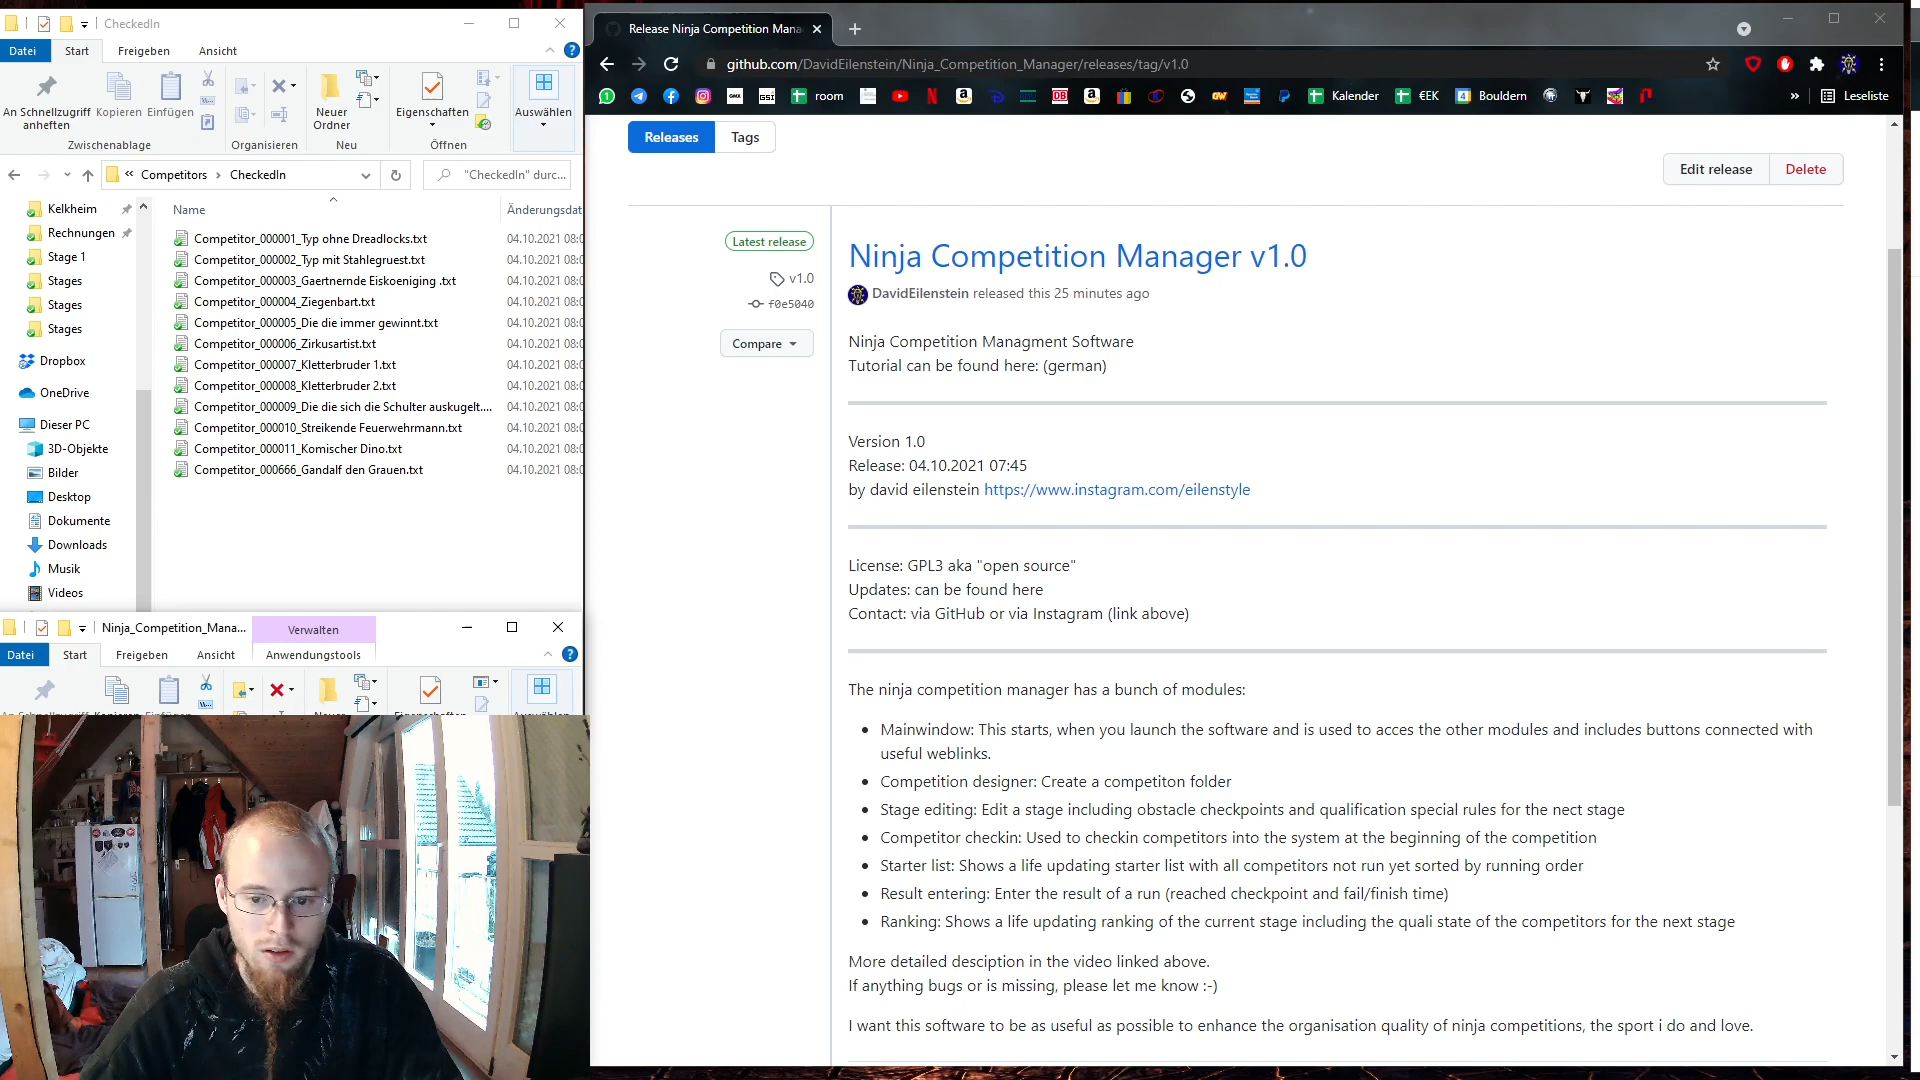 CheckedIn
Datei
Start
Freigeben
Ansicht
An Schnellzugriff
anheften
Kopieren
Einfügen
Neuer
Ordner
Eigenschaften
Auswählen
Zwischenablage
Organisieren
Neu
Öffnen
« Competitors › CheckedIn
"CheckedIn" durc...
Kelkheim
Rechnungen
Stage 1
Stages
Stages
Stages
Dropbox
OneDrive
Dieser PC
3D-Objekte
Bilder
Desktop
Dokumente
Downloads
Musik
Videos
Name
Änderungsdat
Competitor_000001_Typ ohne Dreadlocks.txt
04.10.2021 08:0
Competitor_000002_Typ mit Stahlegruest.txt
04.10.2021 08:0
Competitor_000003_Gaertnernde Eiskoeniging .txt
04.10.2021 08:0
Competitor_000004_Ziegenbart.txt
04.10.2021 08:0
Competitor_000005_Die die immer gewinnt.txt
04.10.2021 08:0
Competitor_000006_Zirkusartist.txt
04.10.2021 08:0
Competitor_000007_Kletterbruder 1.txt
04.10.2021 08:0
Competitor_000008_Kletterbruder 2.txt
04.10.2021 08:0
Competitor_000009_Die die sich die Schulter auskugelt....
04.10.2021 08:0
Competitor_000010_Streikende Feuerwehrmann.txt
04.10.2021 08:0
Competitor_000011_Komischer Dino.txt
04.10.2021 08:0
Competitor_000666_Gandalf den Grauen.txt
04.10.2021 08:0
Ninja_Competition_Mana...
Verwalten
Datei
Start
Freigeben
Ansicht
Anwendungstools
Release Ninja Competition Mana
github.com/DavidEilenstein/Ninja_Competition_Manager/releases/tag/v1.0
GMX
GSI
room
DB
Kalender
€EK
4
Bouldern
»
Leseliste
Releases
Tags
Edit release
Delete
Latest release
v1.0
f0e5040
Compare
Ninja Competition Manager v1.0
DavidEilenstein released this 25 minutes ago
Ninja Competition Managment Software
Tutorial can be found here: (german)
Version 1.0
Release: 04.10.2021 07:45
by david eilenstein https://www.instagram.com/eilenstyle
License: GPL3 aka "open source"
Updates: can be found here
Contact: via GitHub or via Instagram (link above)
The ninja competition manager has a bunch of modules:
• Mainwindow: This starts, when you launch the software and is used to acces the other modules and includes buttons connected with
useful weblinks.
• Competition designer: Create a competiton folder
• Stage editing: Edit a stage including obstacle checkpoints and qualification special rules for the nect stage
• Competitor checkin: Used to checkin competitors into the system at the beginning of the competition
• Starter list: Shows a life updating starter list with all competitors not run yet sorted by running order
• Result entering: Enter the result of a run (reached checkpoint and fail/finish time)
• Ranking: Shows a life updating ranking of the current stage including the quali state of the competitors for the next stage
More detailed desciption in the video linked above.
If anything bugs or is missing, please let me know :-)
I want this software to be as useful as possible to enhance the organisation quality of ninja competitions, the sport i do and love.